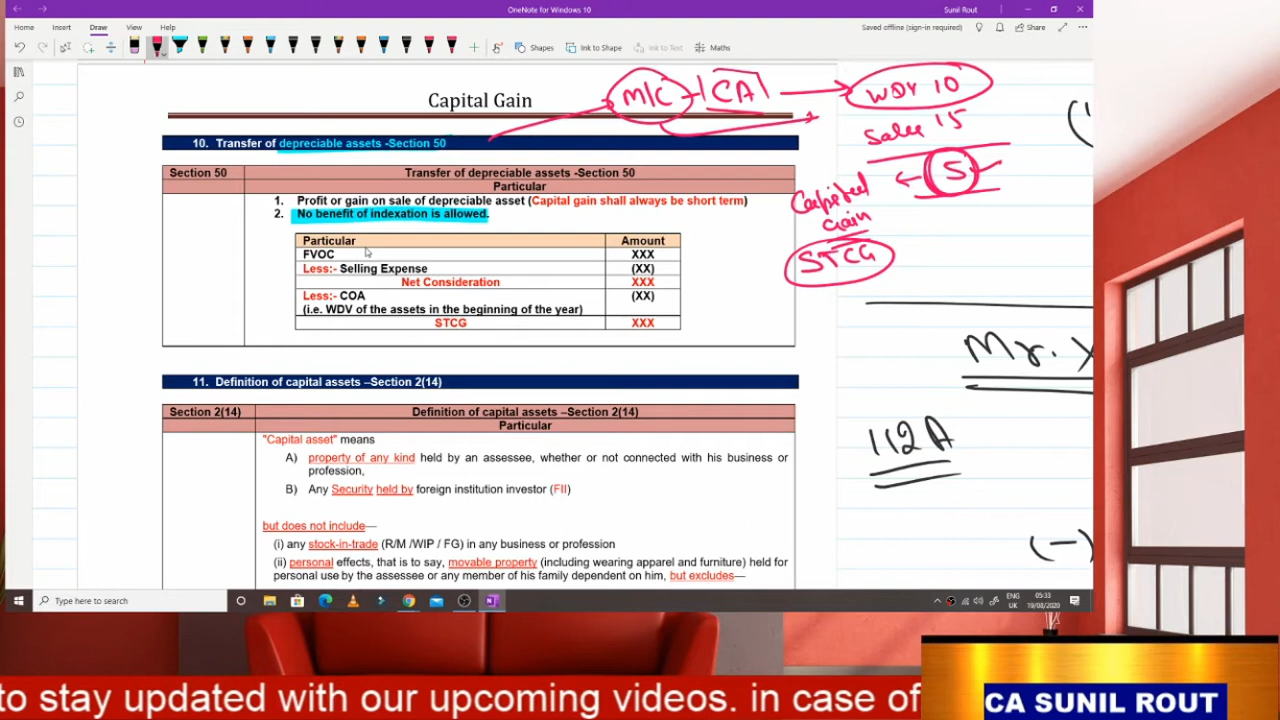 OneNote for Windows 10
Sunil Rout
Home Insert Draw View Help
Saved offline (sign in required)
Share
Shapes
Ink to Shape
Ink to Text
Maths
Capital Gain
M/C - CA
WDV 10
Sales 15
5
Capital
gain
STCG
10. Transfer of depreciable assets -Section 50
Section 50 Transfer of depreciable assets -Section 50
Particular
1. Profit or gain on sale of depreciable asset (Capital gain shall always be short term)
2. No benefit of indexation is allowed.
Particular Amount
FVOC XXX
Less:- Selling Expense (XX)
Net Consideration XXX
Less:- COA (XX)
(i.e. WDV of the assets in the beginning of the year)
STCG XXX
Mr. X
112A
(-)
11. Definition of capital assets –Section 2(14)
Section 2(14) Definition of capital assets –Section 2(14)
Particular
"Capital asset" means
A) property of any kind held by an assessee, whether or not connected with his business or
profession,
B) Any Security held by foreign institution investor (FII)
but does not include—
(i) any stock-in-trade (R/M /WIP / FG) in any business or profession
(ii) personal effects, that is to say, movable property (including wearing apparel and furniture) held for
personal use by the assessee or any member of his family dependent on him, but excludes—
Type here to search
ENG
UK
05:33
19/08/2020
to stay updated with our upcoming videos. in case of
CA SUNIL ROUT